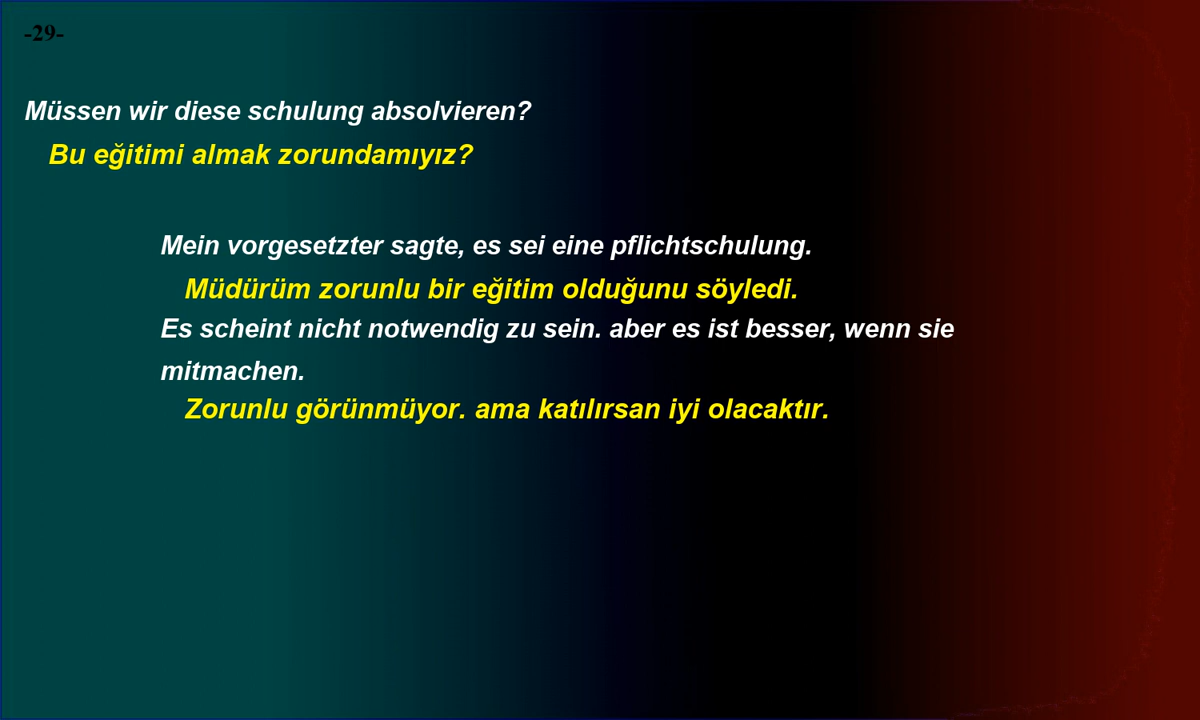 -29-
Müssen wir diese schulung absolvieren?
Bu eğitimi almak zorundamıyız?
Mein vorgesetzter sagte, es sei eine pflichtschulung.
Müdürüm zorunlu bir eğitim olduğunu söyledi.
Es scheint nicht notwendig zu sein. aber es ist besser, wenn sie
mitmachen.
Zorunlu görünmüyor. ama katılırsan iyi olacaktır.